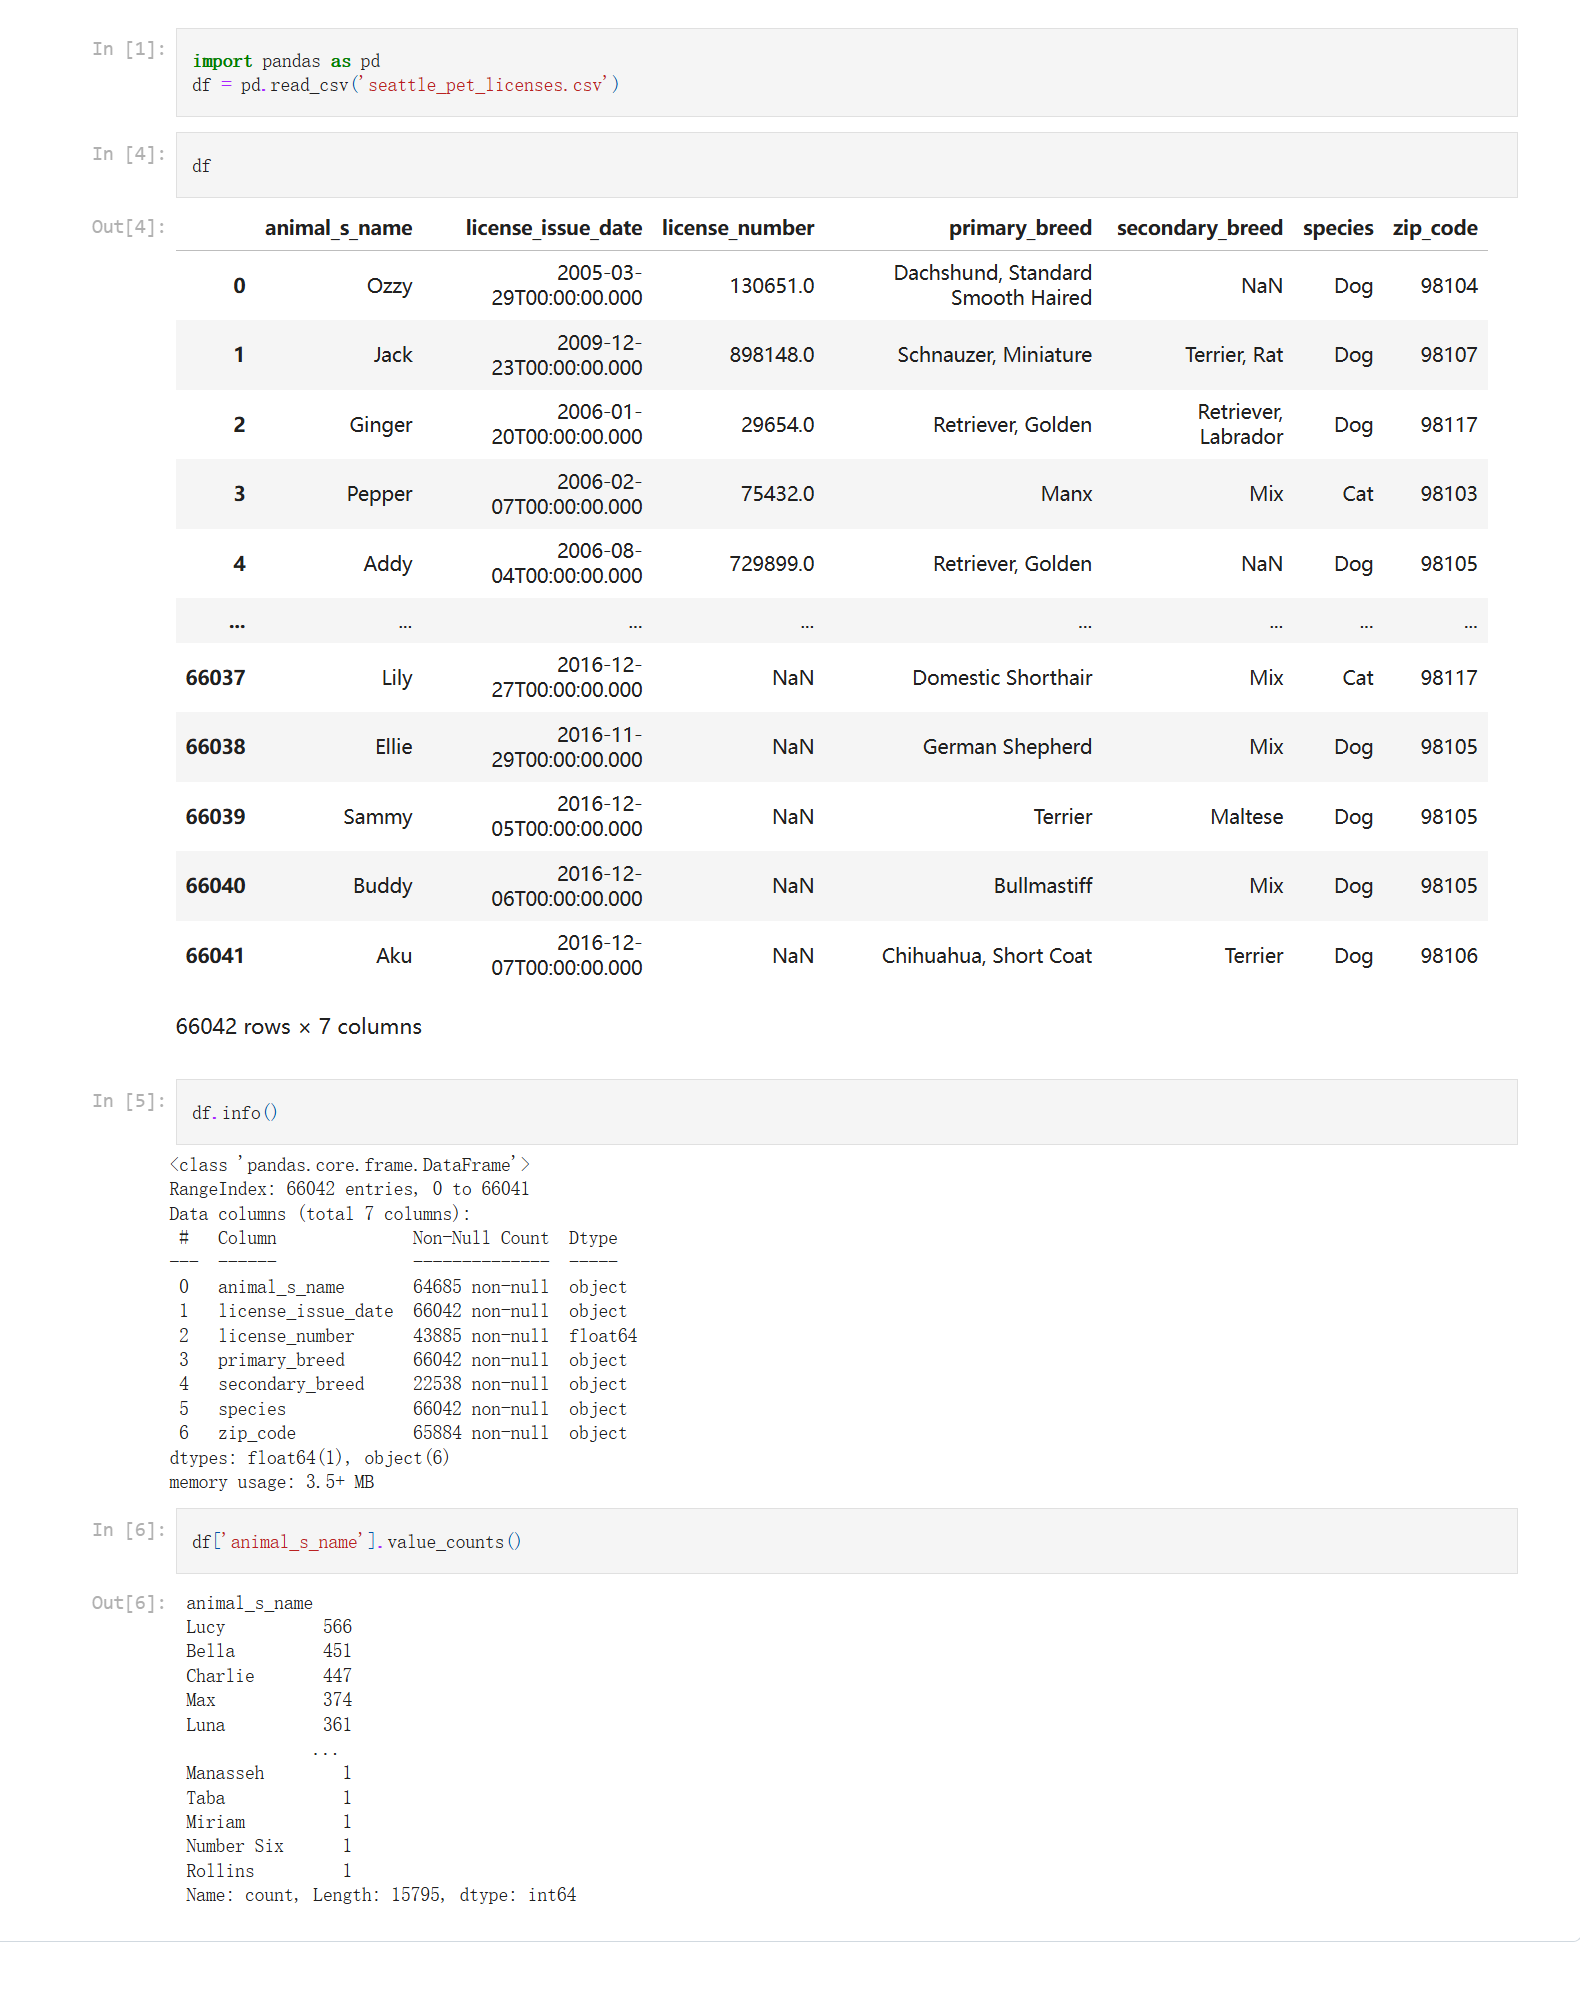 In [1]:
import pandas as pd
df = pd.read_csv('seattle_pet_licenses.csv')
In [4]:
df
Out[4]:
animal_s_name license_issue_date license_number primary_breed secondary_breed species zip_code
0 Ozzy 2005-03-29T00:00:00.000 130651.0 Dachshund, Standard Smooth Haired NaN Dog 98104
1 Jack 2009-12-23T00:00:00.000 898148.0 Schnauzer, Miniature Terrier, Rat Dog 98107
2 Ginger 2006-01-20T00:00:00.000 29654.0 Retriever, Golden Retriever, Labrador Dog 98117
3 Pepper 2006-02-07T00:00:00.000 75432.0 Manx Mix Cat 98103
4 Addy 2006-08-04T00:00:00.000 729899.0 Retriever, Golden NaN Dog 98105
... ... ... ... ... ... ... ...
66037 Lily 2016-12-27T00:00:00.000 NaN Domestic Shorthair Mix Cat 98117
66038 Ellie 2016-11-29T00:00:00.000 NaN German Shepherd Mix Dog 98105
66039 Sammy 2016-12-05T00:00:00.000 NaN Terrier Maltese Dog 98105
66040 Buddy 2016-12-06T00:00:00.000 NaN Bullmastiff Mix Dog 98105
66041 Aku 2016-12-07T00:00:00.000 NaN Chihuahua, Short Coat Terrier Dog 98106
66042 rows × 7 columns
In [5]:
df.info()
<class 'pandas.core.frame.DataFrame'>
RangeIndex: 66042 entries, 0 to 66041
Data columns (total 7 columns):
 #   Column              Non-Null Count  Dtype
---  ------              --------------  -----
 0   animal_s_name       64685 non-null  object
 1   license_issue_date  66042 non-null  object
 2   license_number      43885 non-null  float64
 3   primary_breed       66042 non-null  object
 4   secondary_breed     22538 non-null  object
 5   species             66042 non-null  object
 6   zip_code            65884 non-null  object
dtypes: float64(1), object(6)
memory usage: 3.5+ MB
In [6]:
df['animal_s_name'].value_counts()
Out[6]:
animal_s_name
Lucy          566
Bella         451
Charlie       447
Max           374
Luna          361
             ...
Manasseh        1
Taba            1
Miriam          1
Number Six      1
Rollins         1
Name: count, Length: 15795, dtype: int64